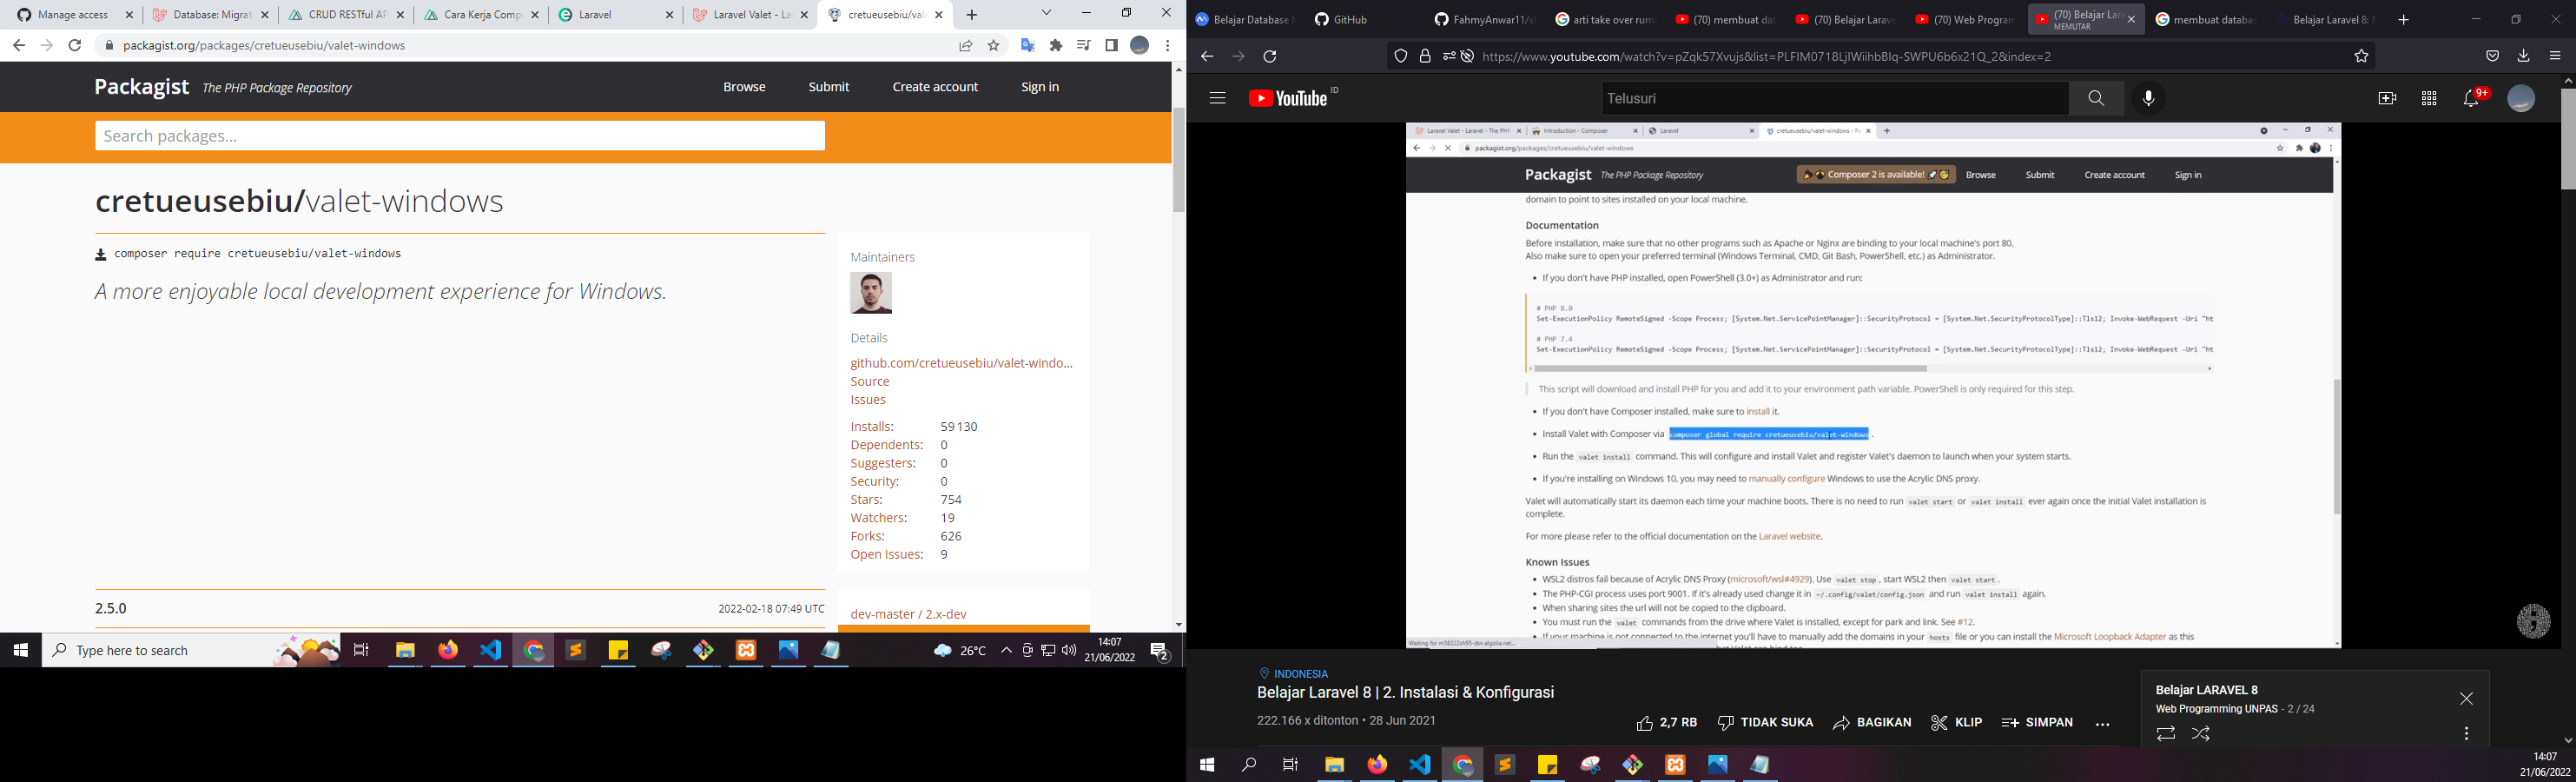 Manage access
Database: Migrat
CRUD RESTful AP
Cara Kerja Comp
Laravel
Laravel Valet - La
cretueusebiu/val
packagist.org/packages/cretueusebiu/valet-windows
Packagist The PHP Package Repository
Browse
Submit
Create account
Sign in
Search packages...
cretueusebiu/valet-windows
composer require cretueusebiu/valet-windows
A more enjoyable local development experience for Windows.
Maintainers
Details
github.com/cretueusebiu/valet-windo...
Source
Issues
Installs: 59 130
Dependents: 0
Suggesters: 0
Security: 0
Stars: 754
Watchers: 19
Forks: 626
Open Issues: 9
2.5.0
2022-02-18 07:49 UTC
dev-master / 2.x-dev
Type here to search
26°C
14:07
21/06/2022
2
Belajar Database
GitHub
FahmyAnwar11/s
arti take over rum
(70) membuat da
(70) Belajar Larav
(70) Web Program
(70) Belajar Lara
MEMUTAR
membuat databas
Belajar Laravel 8:
https://www.youtube.com/watch?v=pZqk57Xvujs&list=PLFIM0718LjIWiihbBIq-SWPU6b6x21Q_2&index=2
YouTube ID
Telusuri
9+
Laravel Valet - Laravel - The PHP
Introduction - Composer
Laravel
cretueusebiu/valet-windows - Pa
packagist.org/packages/cretueusebiu/valet-windows
Packagist The PHP Package Repository
Composer 2 is available!
Browse
Submit
Create account
Sign in
domain to point to sites installed on your local machine.
Documentation
Before installation, make sure that no other programs such as Apache or Nginx are binding to your local machine's port 80.
Also make sure to open your preferred terminal (Windows Terminal, CMD, Git Bash, PowerShell, etc.) as Administrator.
• If you don't have PHP installed, open PowerShell (3.0+) as Administrator and run:
# PHP 8.0
Set-ExecutionPolicy RemoteSigned -Scope Process; [System.Net.ServicePointManager]::SecurityProtocol = [System.Net.SecurityProtocolType]::Tls12; Invoke-WebRequest -Uri "ht
# PHP 7.4
Set-ExecutionPolicy RemoteSigned -Scope Process; [System.Net.ServicePointManager]::SecurityProtocol = [System.Net.SecurityProtocolType]::Tls12; Invoke-WebRequest -Uri "ht
This script will download and install PHP for you and add it to your environment path variable. PowerShell is only required for this step.
• If you don't have Composer installed, make sure to install it.
• Install Valet with Composer via composer global require cretueusebiu/valet-windows .
• Run the valet install command. This will configure and install Valet and register Valet's daemon to launch when your system starts.
• If you're installing on Windows 10, you may need to manually configure Windows to use the Acrylic DNS proxy.
Valet will automatically start its daemon each time your machine boots. There is no need to run valet start or valet install ever again once the initial Valet installation is
complete.
For more please refer to the official documentation on the Laravel website.
Known Issues
• WSL2 distros fail because of Acrylic DNS Proxy (microsoft/wsl#4929). Use valet stop , start WSL2 then valet start .
• The PHP-CGI process uses port 9001. If it's already used change it in ~/.config/valet/config.json and run valet install again.
• When sharing sites the url will not be copied to the clipboard.
• You must run the valet commands from the drive where Valet is installed, except for park and link. See #12.
• If your machine is not connected to the internet you'll have to manually add the domains in your hosts file or you can install the Microsoft Loopback Adapter as this
INDONESIA
Belajar Laravel 8 | 2. Instalasi & Konfigurasi
222.166 x ditonton • 28 Jun 2021
2,7 RB
TIDAK SUKA
BAGIKAN
KLIP
SIMPAN
Belajar LARAVEL 8
Web Programming UNPAS - 2 / 24
14:07
21/06/2022